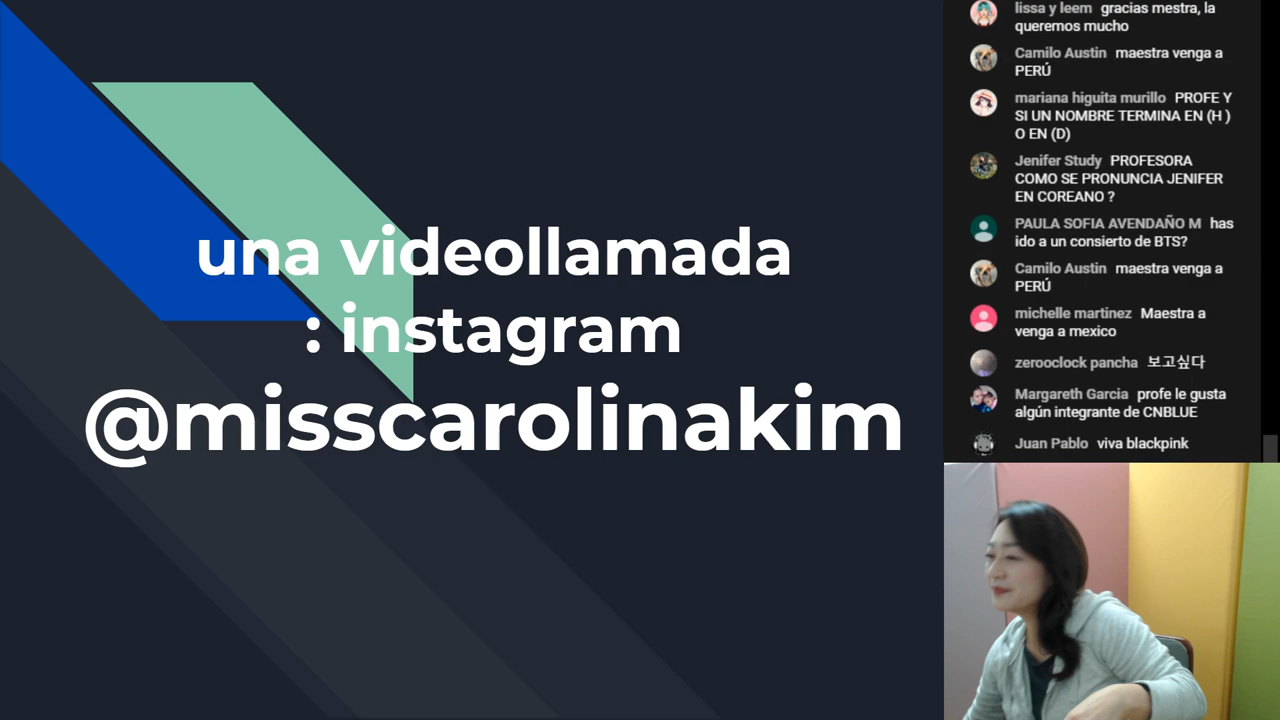 una videollamada
: instagram
@misscarolinakim
lissa y leem gracias mestra, la
queremos mucho
Camilo Austin maestra venga a
PERÚ
mariana higuita murillo PROFE Y
SI UN NOMBRE TERMINA EN (H )
O EN (D)
Jenifer Study PROFESORA
COMO SE PRONUNCIA JENIFER
EN COREANO ?
PAULA SOFIA AVENDAÑO M has
ido a un consierto de BTS?
Camilo Austin maestra venga a
PERÚ
michelle martinez Maestra a
venga a mexico
zerooclock pancha 보고싶다
Margareth Garcia profe le gusta
algún integrante de CNBLUE
Juan Pablo viva blackpink